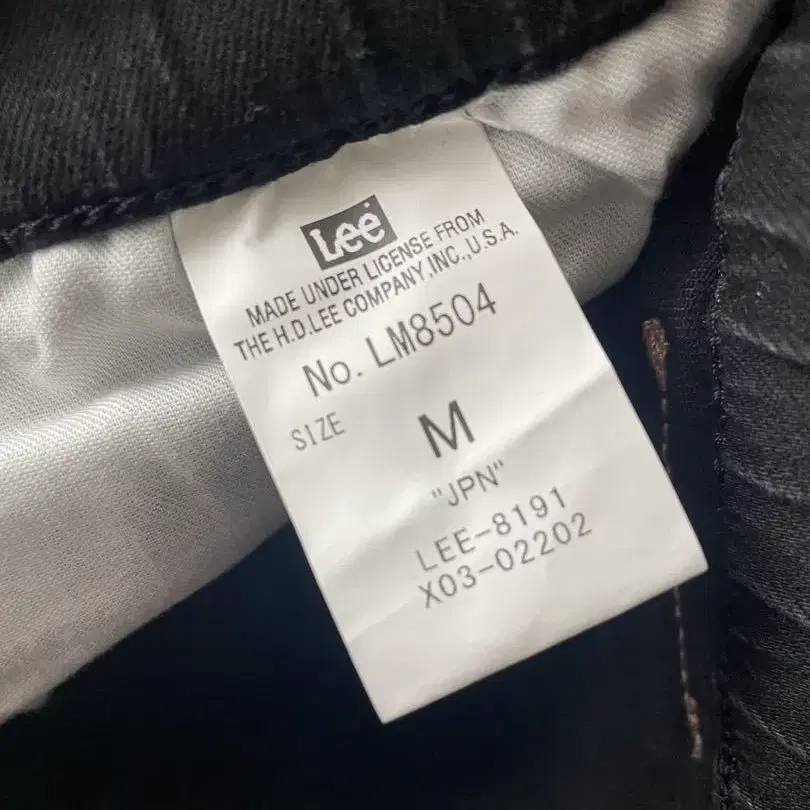 Lee
MADE UNDER LICENSE FROM
THE H.D.LEE COMPANY,INC.,U.S.A.
No. LM8504
SIZE M
"JPN"
LEE-8191
X03-02202